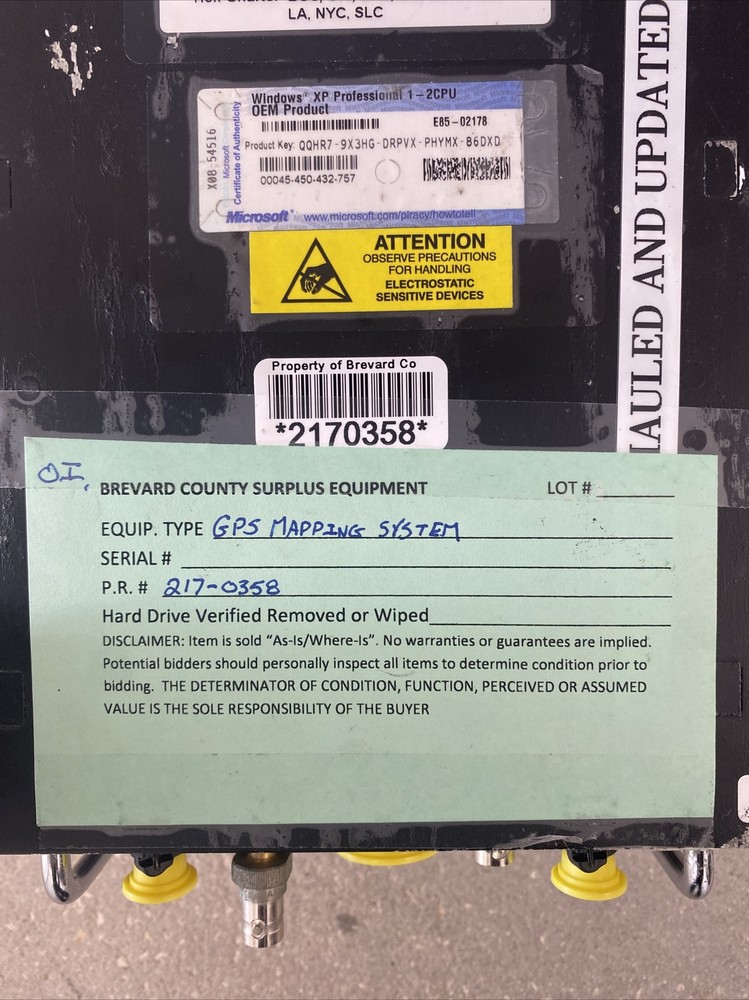 LA, NYC, SLC
HAULED AND UPDATED
Windows® XP Professional 1-2CPU
OEM Product
E85-02178
Product Key: QQHR7-9X3HG-DRPVX-PHYMX-B6DXD
00045-450-432-757
X08-54516
Certificate of Authenticity
Microsoft
Microsoft® www.microsoft.com/piracy/howtotell
ATTENTION
OBSERVE PRECAUTIONS
FOR HANDLING
ELECTROSTATIC
SENSITIVE DEVICES
Property of Brevard Co
*2170358*
O.I.
BREVARD COUNTY SURPLUS EQUIPMENT LOT #
EQUIP. TYPE GPS MAPPING SYSTEM
SERIAL #
P.R. # 217-0358
Hard Drive Verified Removed or Wiped
DISCLAIMER: Item is sold "As-Is/Where-Is". No warranties or guarantees are implied.
Potential bidders should personally inspect all items to determine condition prior to
bidding. THE DETERMINATOR OF CONDITION, FUNCTION, PERCEIVED OR ASSUMED
VALUE IS THE SOLE RESPONSIBILITY OF THE BUYER